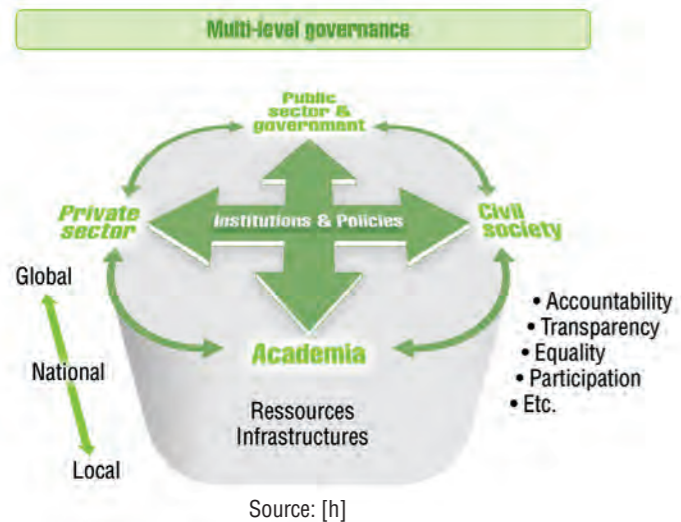 Multi-level governance
Public
sector &
government
Private
sector
Institutions & Policies
Civil
society
Global
National
Local
• Accountability
• Transparency
• Equality
• Participation
• Etc.
Academia
Ressources
Infrastructures
Source: [h]